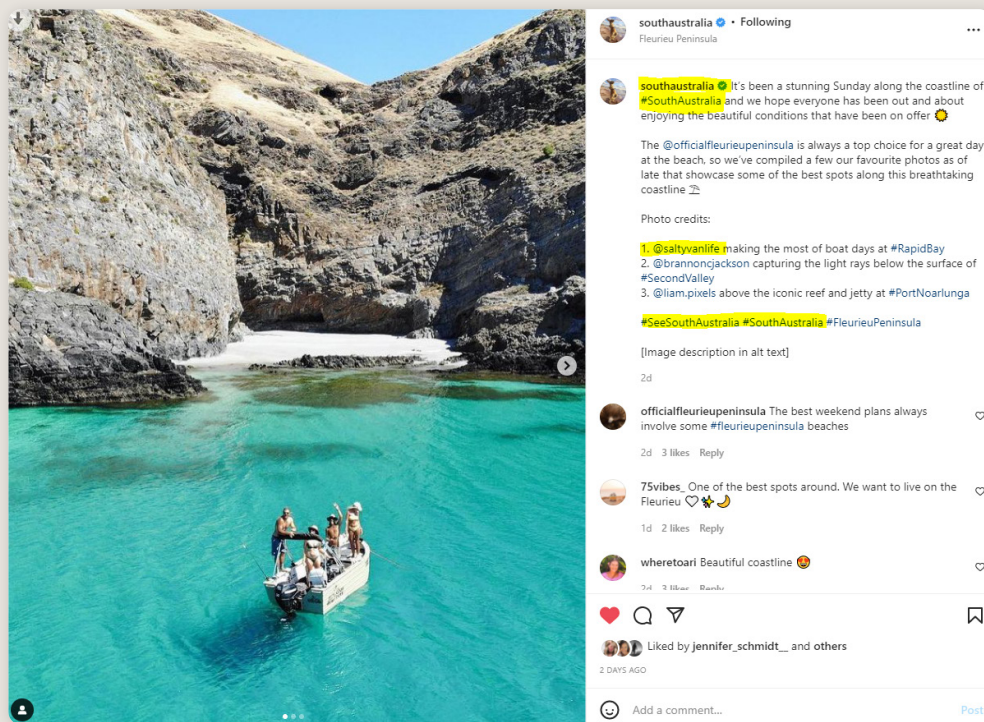 southaustralia • Following
Fleurieu Peninsula
southaustralia It's been a stunning Sunday along the coastline of
#SouthAustralia and we hope everyone has been out and about
enjoying the beautiful conditions that have been on offer
The @officialfleurieupeninsula is always a top choice for a great day
at the beach, so we've compiled a few our favourite photos as of
late that showcase some of the best spots along this breathtaking
coastline
Photo credits:
1. @saltyvanlife making the most of boat days at #RapidBay
2. @brannoncjackson capturing the light rays below the surface of
#SecondValley
3. @liam.pixels above the iconic reef and jetty at #PortNoarlunga
#SeeSouthAustralia #SouthAustralia #FleurieuPeninsula
[Image description in alt text]
2d
officialfleurieupeninsula The best weekend plans always
involve some #fleurieupeninsula beaches
2d 3 likes Reply
75vibes_ One of the best spots around. We want to live on the
Fleurieu
1d 2 likes Reply
wheretoari Beautiful coastline
2d 3 likes Reply
Liked by jennifer_schmidt__ and others
2 DAYS AGO
Add a comment...
Post